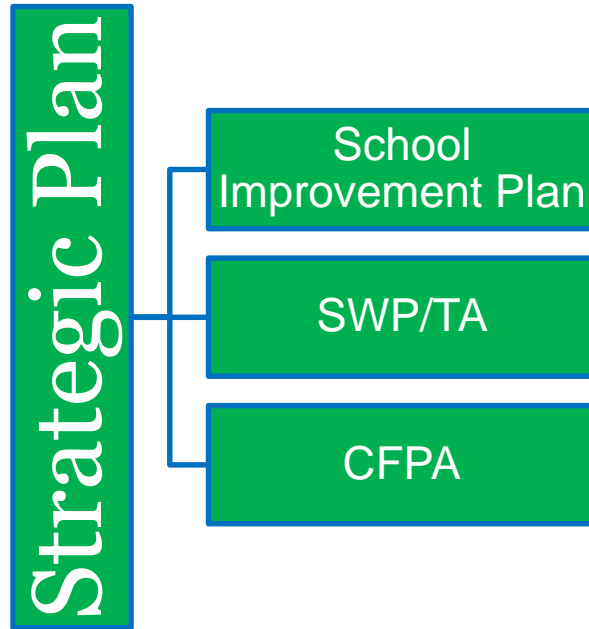 Strategic Plan
School
Improvement Plan
SWP/TA
CFPA